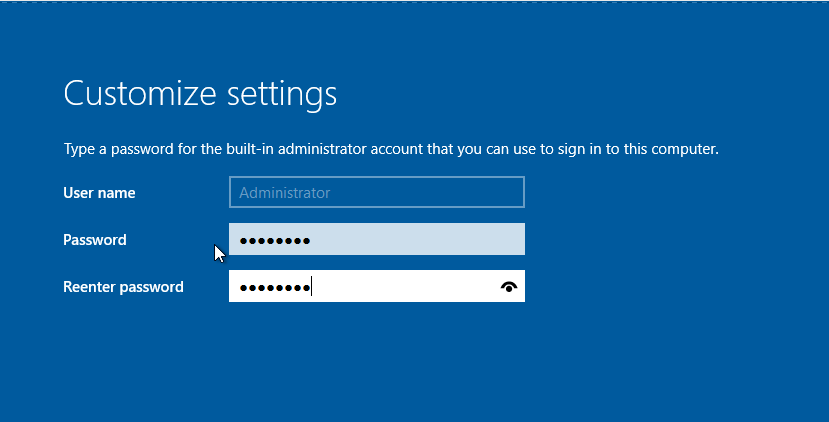 Customize settings
Type a password for the built-in administrator account that you can use to sign in to this computer.
User name
Administrator
Password
••••••••
Reenter password
••••••••